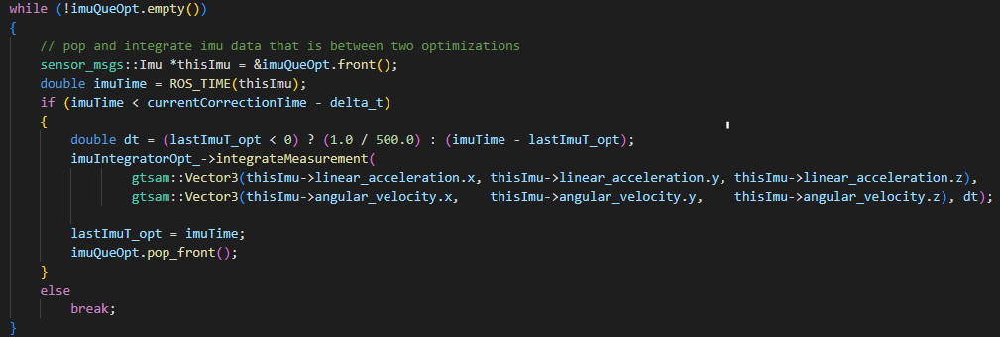 while (!imuQueOpt.empty())
{
// pop and integrate imu data that is between two optimizations
sensor_msgs::Imu *thisImu = &imuQueOpt.front();
double imuTime = ROS_TIME(thisImu);
if (imuTime < currentCorrectionTime - delta_t)
{
double dt = (lastImuT_opt < 0) ? (1.0 / 500.0) : (imuTime - lastImuT_opt);
imuIntegratorOpt_->integrateMeasurement(
gtsam::Vector3(thisImu->linear_acceleration.x, thisImu->linear_acceleration.y, thisImu->linear_acceleration.z),
gtsam::Vector3(thisImu->angular_velocity.x,    thisImu->angular_velocity.y,    thisImu->angular_velocity.z), dt);
lastImuT_opt = imuTime;
imuQueOpt.pop_front();
}
else
break;
}